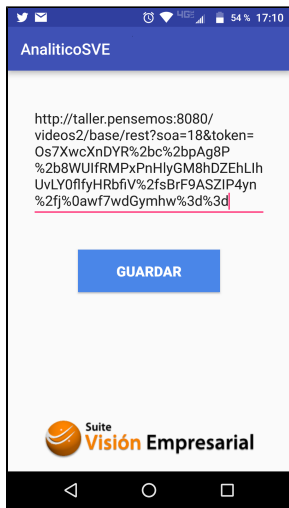 4G 54 % 17:10
AnaliticoSVE
http://taller.pensemos:8080/
videos2/base/rest?soa=18&token=
Os7XwcXnDYR%2bc%2bpAg8P
%2b8WUIfRMPxPnHlyGM8hDZEhLIh
UvLY0flfyHRbfiV%2fsBrF9ASZIP4yn
%2fj%0awf7wdGymhw%3d%3d
GUARDAR
Suite
Visión Empresarial